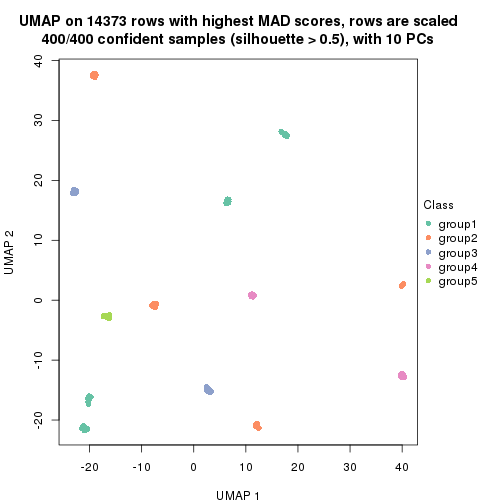 UMAP on 14373 rows with highest MAD scores, rows are scaled
400/400 confident samples (silhouette > 0.5), with 10 PCs
40
30
20
10
0
-10
-20
UMAP 2
-20 -10 0 10 20 30 40
UMAP 1
Class
group1
group2
group3
group4
group5